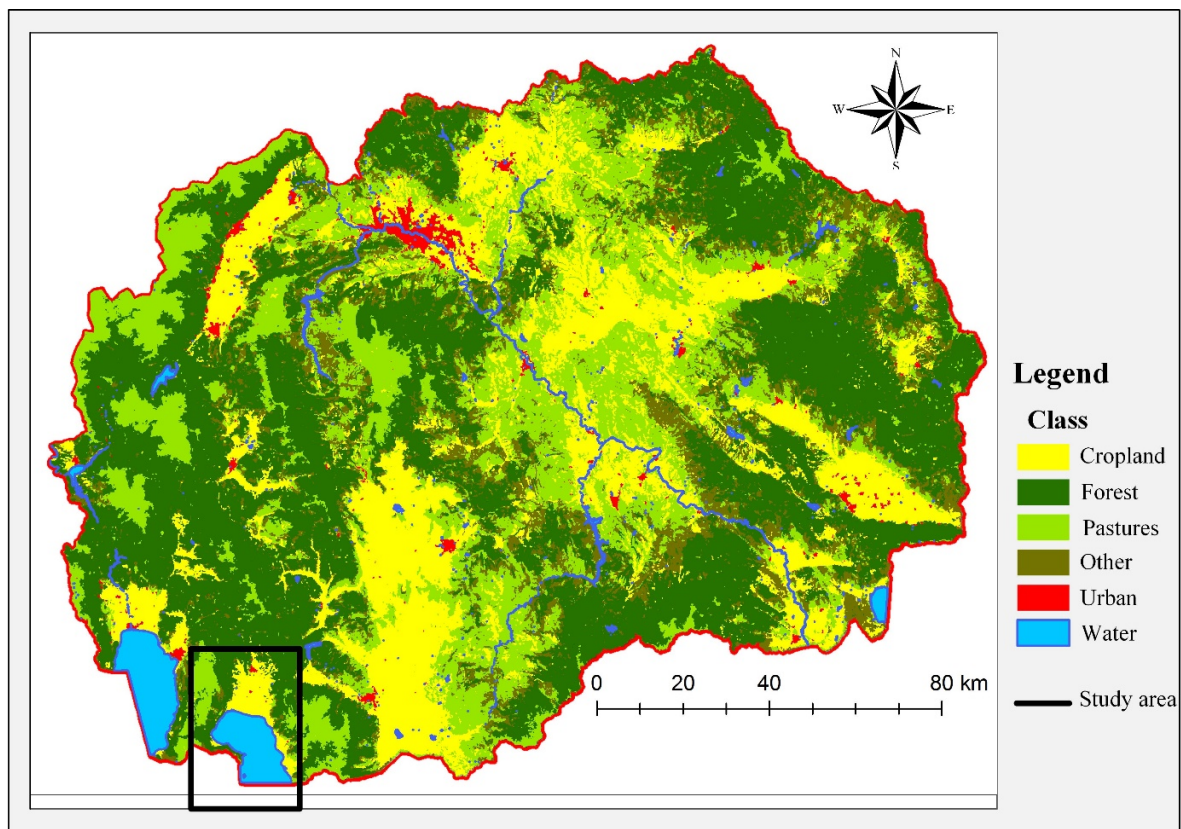 N
W E
S
Legend
Class
Cropland
Forest
Pastures
Other
Urban
Water
0 20 40 80 km
Study area